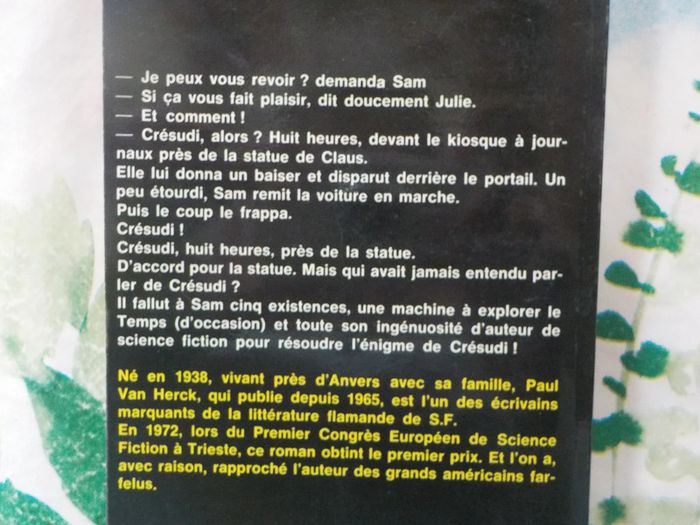 — Je peux vous revoir ? demanda Sam
— Si ça vous fait plaisir, dit doucement Julie.
— Et comment !
— Crésudi, alors ? Huit heures, devant le kiosque à jour-
naux près de la statue de Claus.
Elle lui donna un baiser et disparut derrière le portail. Un
peu étourdi, Sam remit la voiture en marche.
Puis le coup le frappa.
Crésudi !
Crésudi, huit heures, près de la statue.
D'accord pour la statue. Mais qui avait jamais entendu par-
ler de Crésudi ?
Il fallut à Sam cinq existences, une machine à explorer le
Temps (d'occasion) et toute son ingénuosité d'auteur de
science fiction pour résoudre l'énigme de Crésudi !
Né en 1938, vivant près d'Anvers avec sa famille, Paul
Van Herck, qui publie depuis 1965, est l'un des écrivains
marquants de la littérature flamande de S.F.
En 1972, lors du Premier Congrès Européen de Science
Fiction à Trieste, ce roman obtint le premier prix. Et l'on a,
avec raison, rapproché l'auteur des grands américains far-
felus.